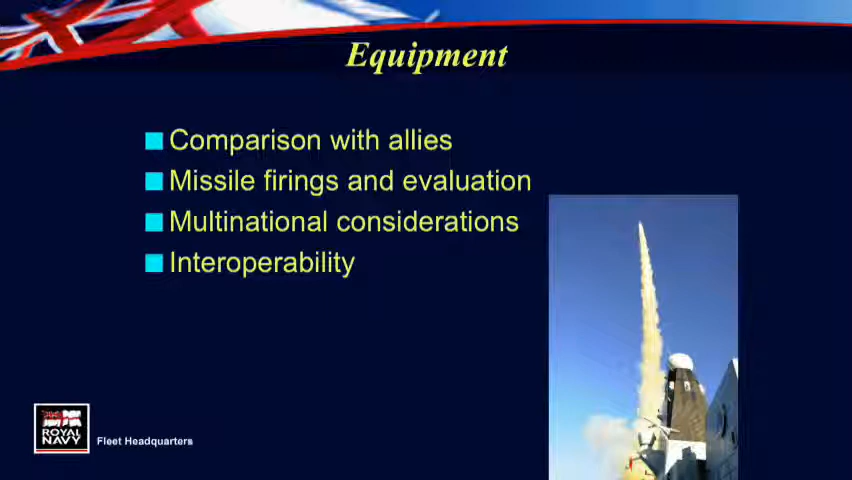 Equipment
Comparison with allies
Missile firings and evaluation
Multinational considerations
Interoperability
ROYAL
NAVY
Fleet Headquarters